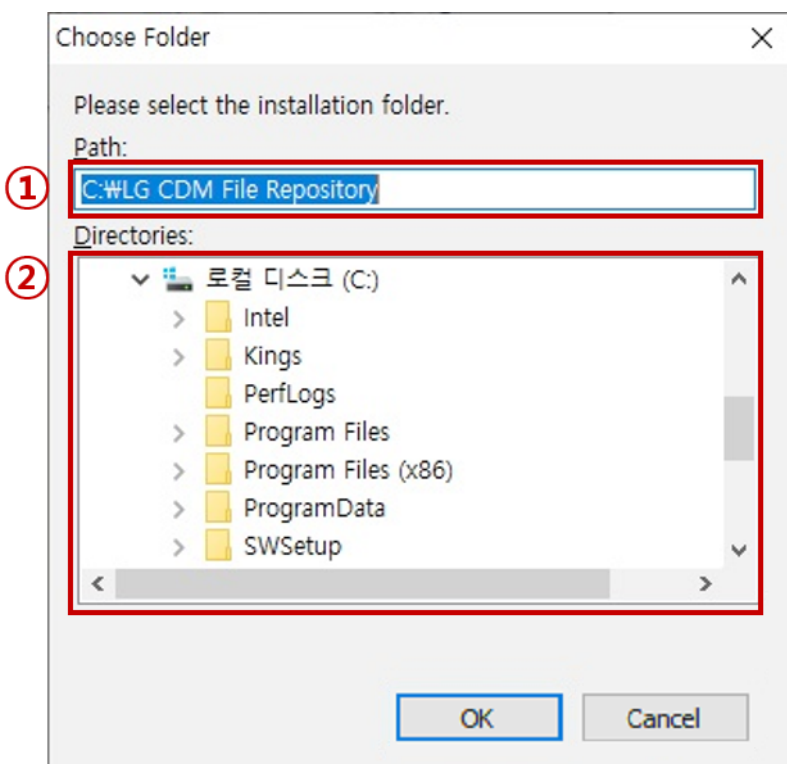 Choose Folder
Please select the installation folder.
Path:
①
C:₩LG CDM File Repository
Directories:
②
로컬 디스크 (C:)
Intel
Kings
PerfLogs
Program Files
Program Files (x86)
ProgramData
SWSetup
OK
Cancel